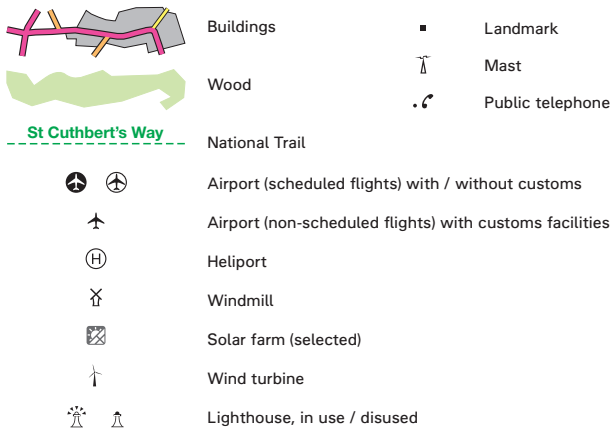 Buildings
Wood
St Cuthbert's Way
National Trail
Airport (scheduled flights) with / without customs
Airport (non-scheduled flights) with customs facilities
H
Heliport
Windmill
Solar farm (selected)
Wind turbine
Lighthouse, in use / disused
Landmark
Mast
Public telephone